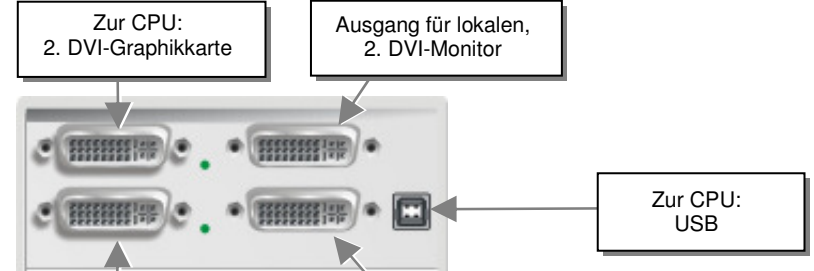 Zur CPU:
2. DVI-Graphikkarte
Ausgang für lokalen,
2. DVI-Monitor
Zur CPU:
USB